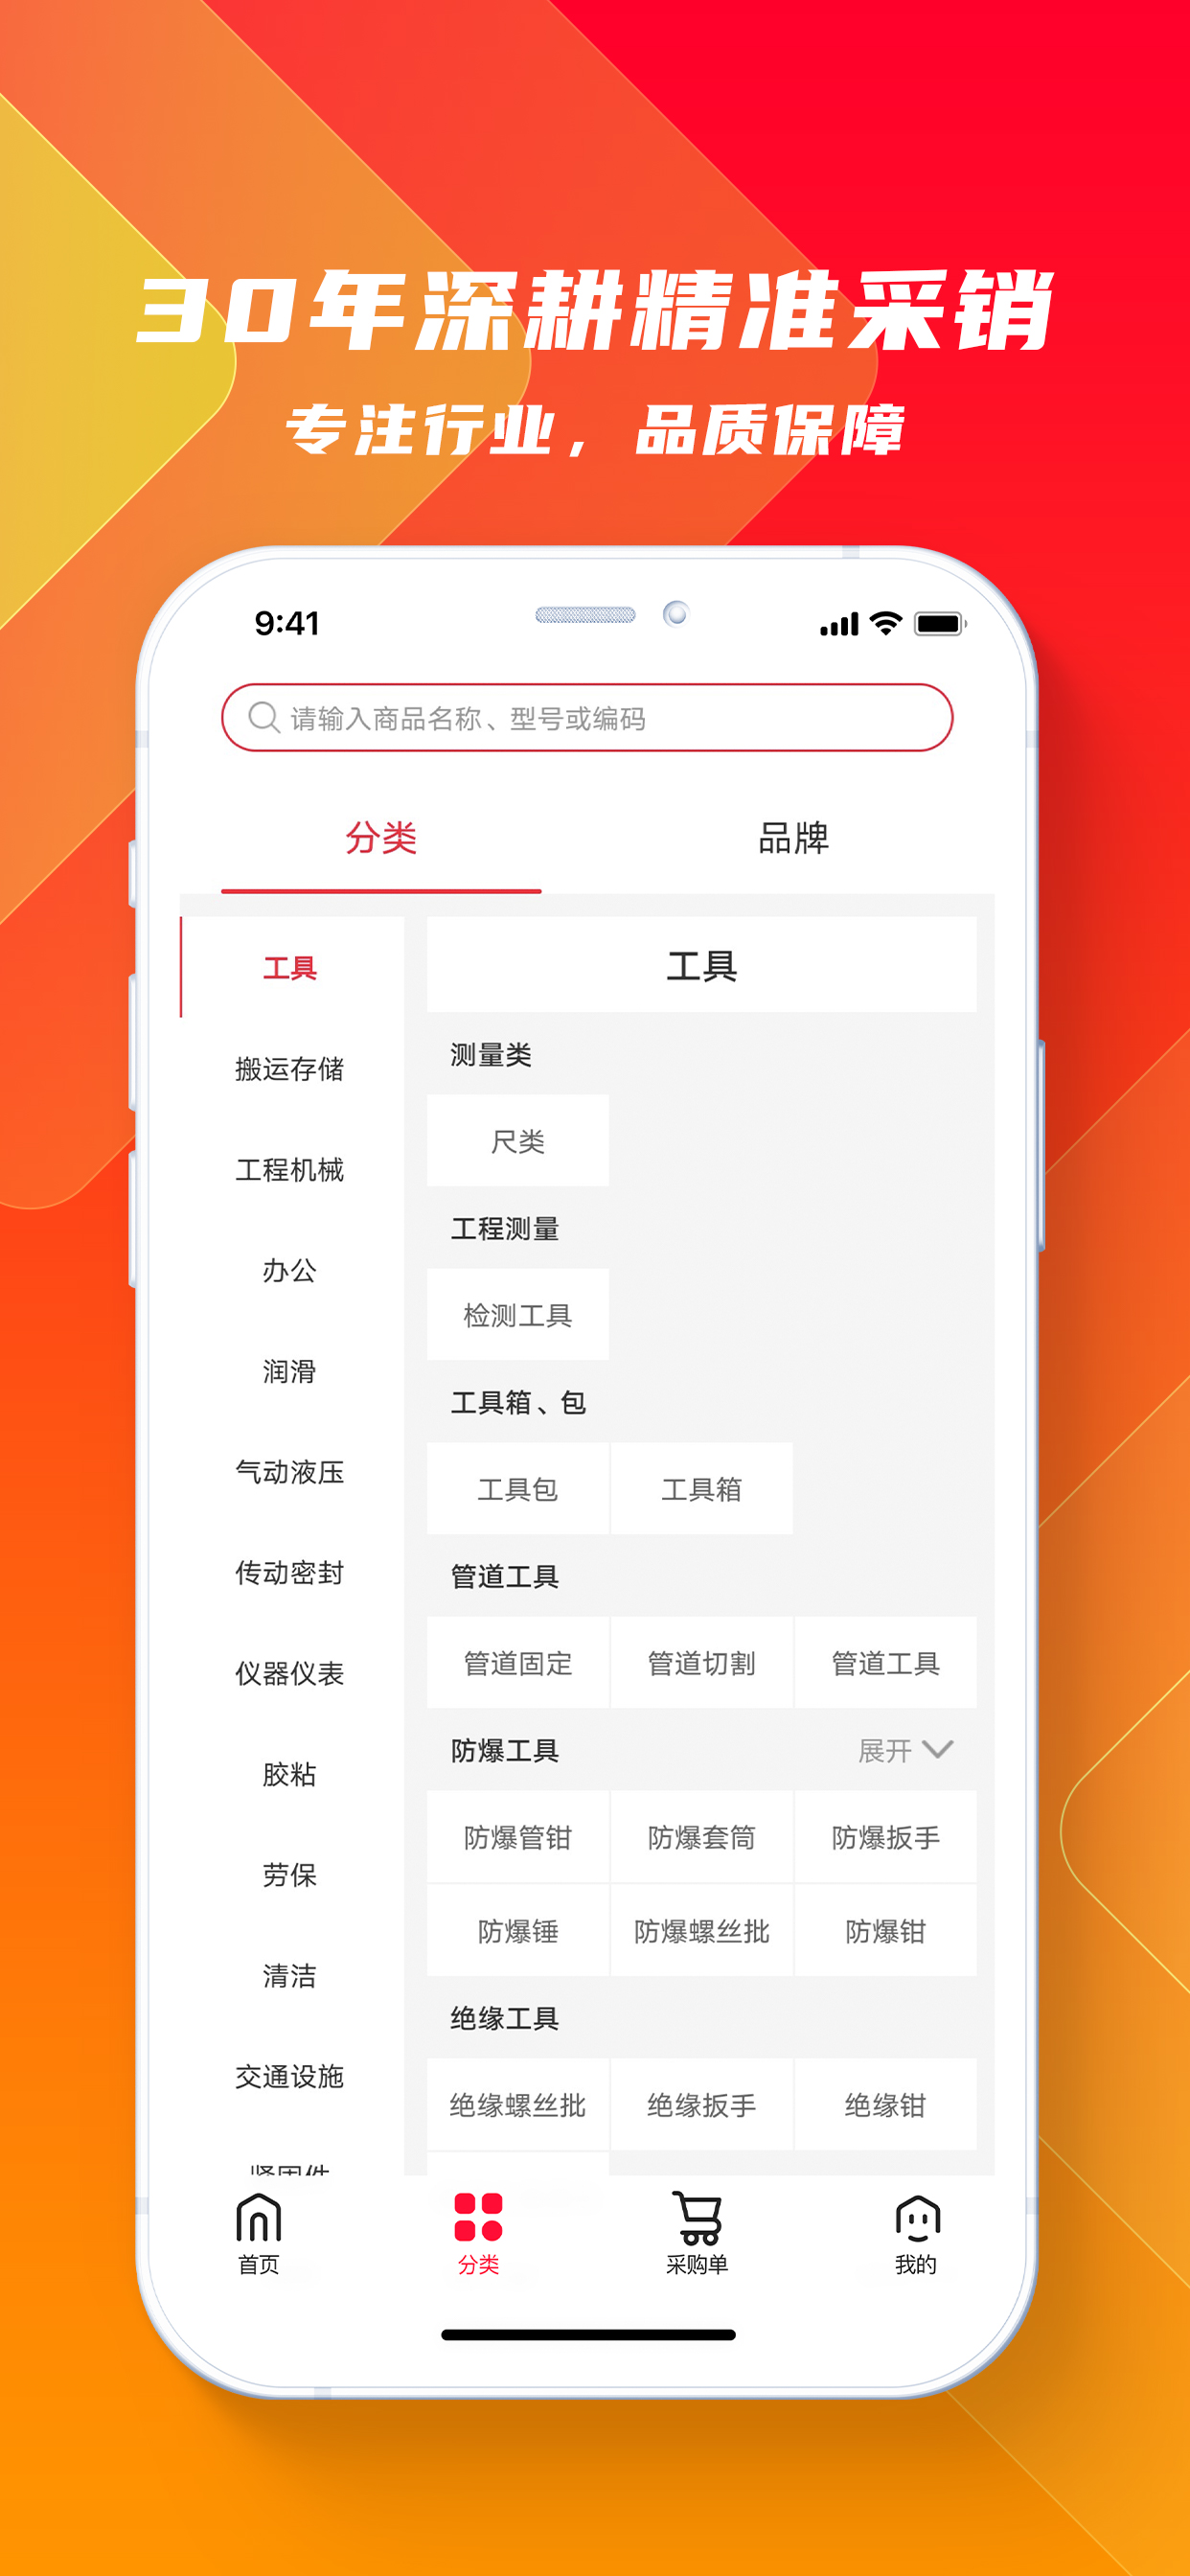 30年深耕精准采销
专注行业，品质保障
9:41
请输入商品名称、型号或编码
分类 品牌
工具
搬运存储
工程机械
办公
润滑
气动液压
传动密封
仪器仪表
胶粘
劳保
清洁
交通设施
紧固件
工具
测量类
尺类
工程测量
检测工具
工具箱、包
工具包 工具箱
管道工具
管道固定 管道切割 管道工具
防爆工具 展开
防爆管钳 防爆套筒 防爆扳手
防爆锤 防爆螺丝批 防爆钳
绝缘工具
绝缘螺丝批 绝缘扳手 绝缘钳
首页 分类 采购单 我的